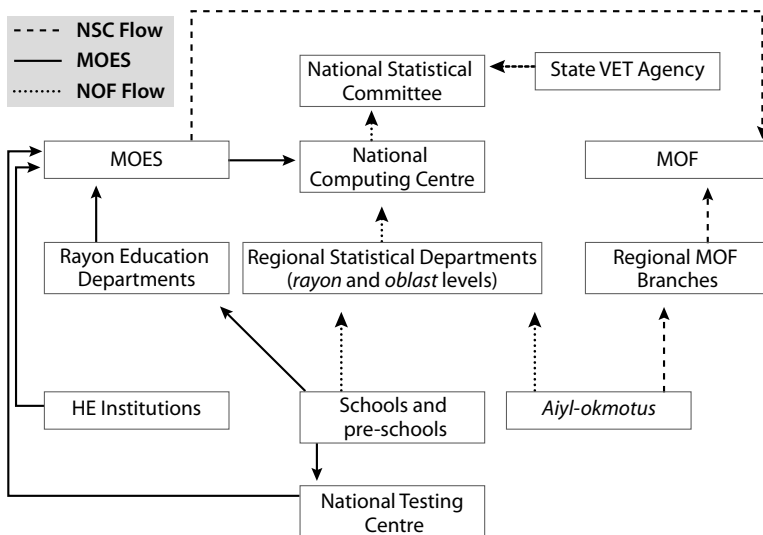 NSC Flow
MOES
NOF Flow
National Statistical
Committee
State VET Agency
MOES
National
Computing Centre
MOF
Rayon Education
Departments
Regional Statistical Departments
(rayon and oblast levels)
Regional MOF
Branches
HE Institutions
Schools and
pre-schools
Aiyl-okmotus
National Testing
Centre